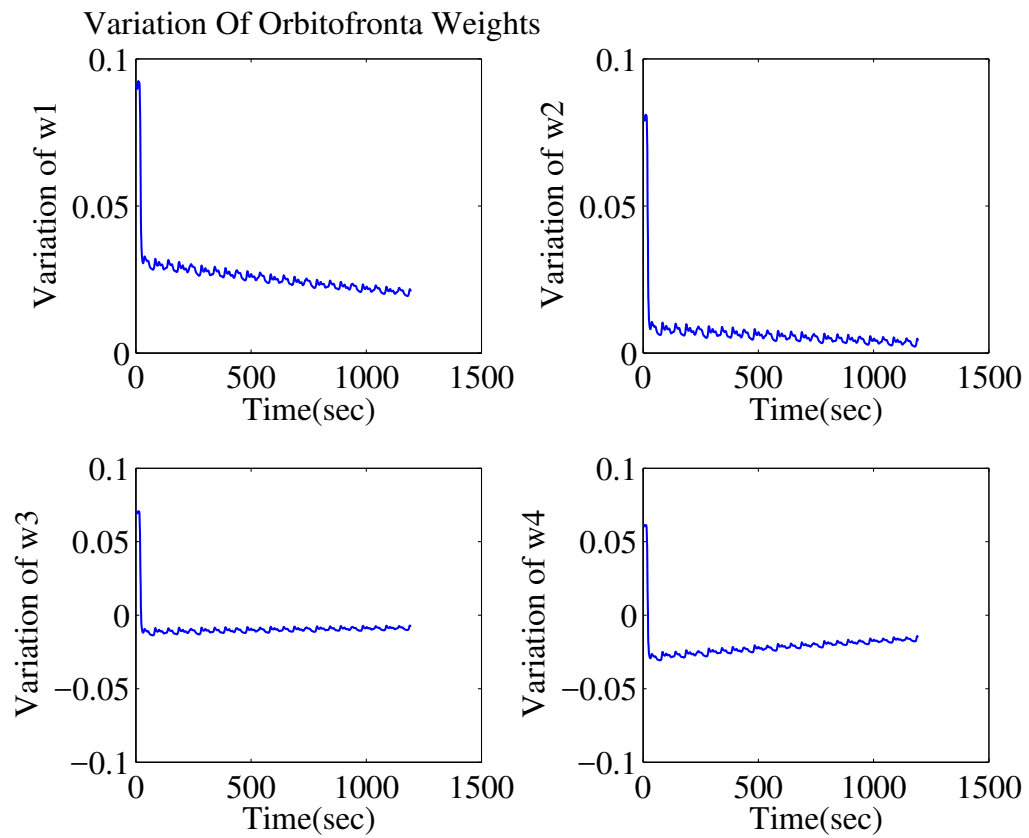 Variation Of Orbitofronta Weights
0.1
0.05
0
Variation of w1
0 500 1000 1500
Time(sec)
0.1
0.05
0
Variation of w2
0 500 1000 1500
Time(sec)
0.1
0.05
0
−0.05
−0.1
Variation of w3
0 500 1000 1500
Time(sec)
0.1
0.05
0
−0.05
−0.1
Variation of w4
0 500 1000 1500
Time(sec)